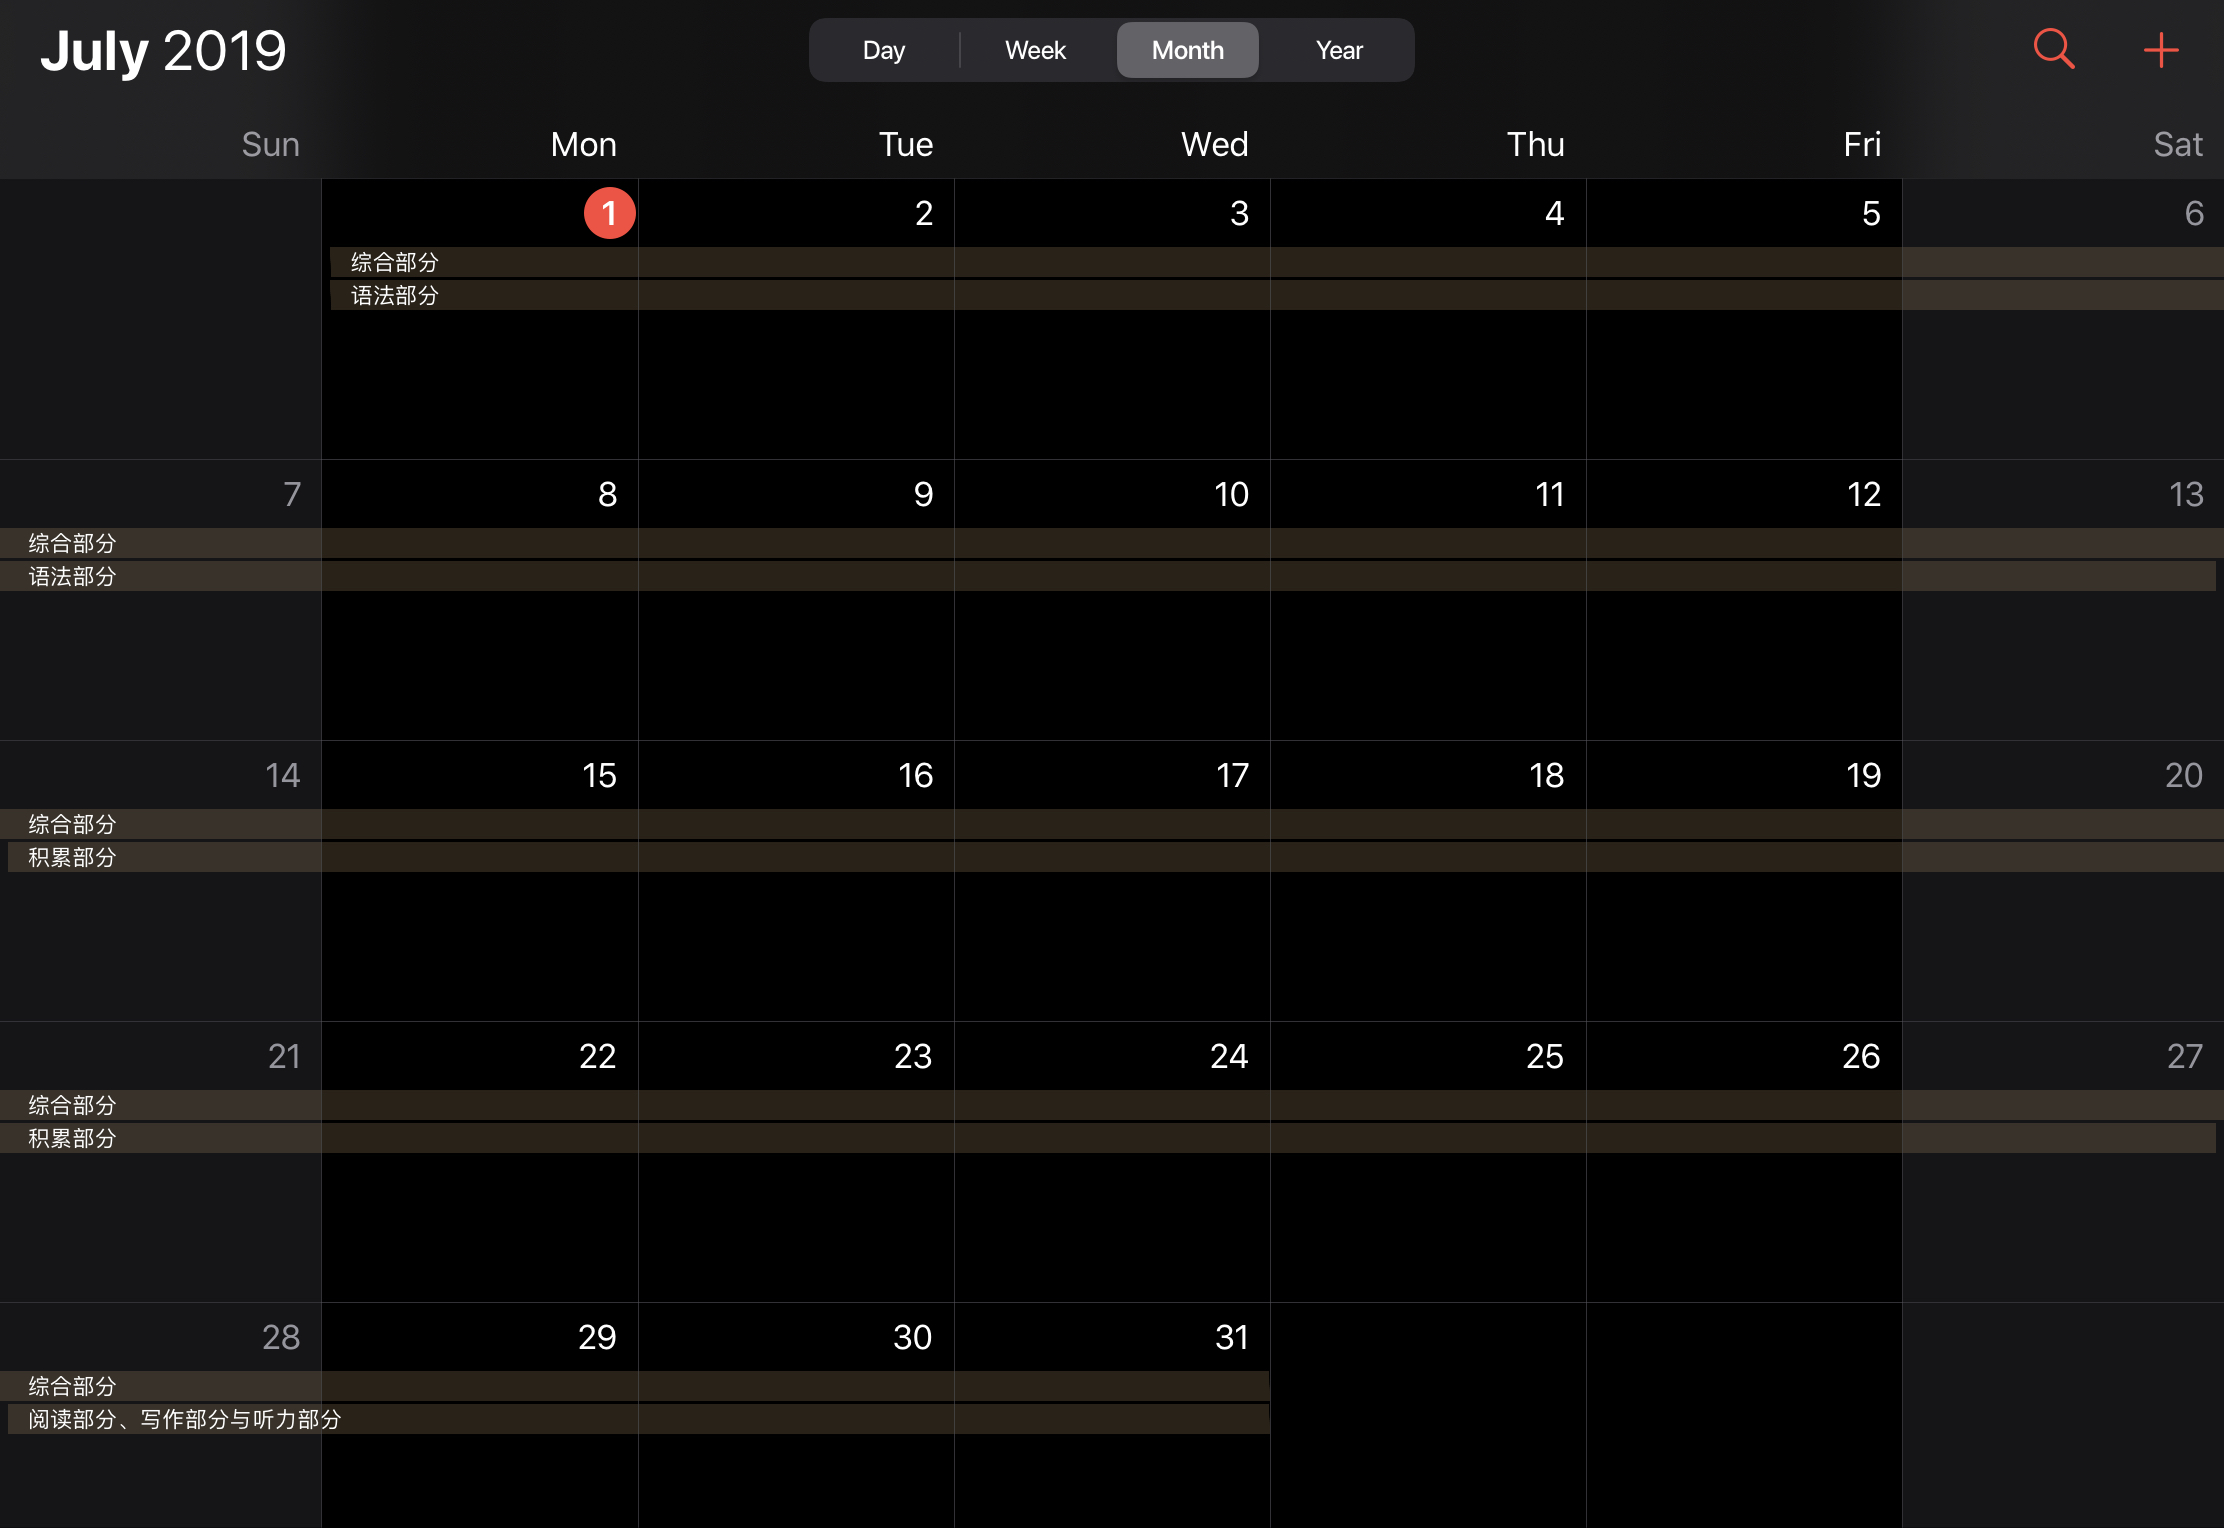 July 2019
Day Week Month Year
Sun Mon Tue Wed Thu Fri Sat
1 2 3 4 5 6
综合部分
语法部分
7 8 9 10 11 12 13
综合部分
语法部分
14 15 16 17 18 19 20
综合部分
积累部分
21 22 23 24 25 26 27
综合部分
积累部分
28 29 30 31
综合部分
阅读部分、写作部分与听力部分